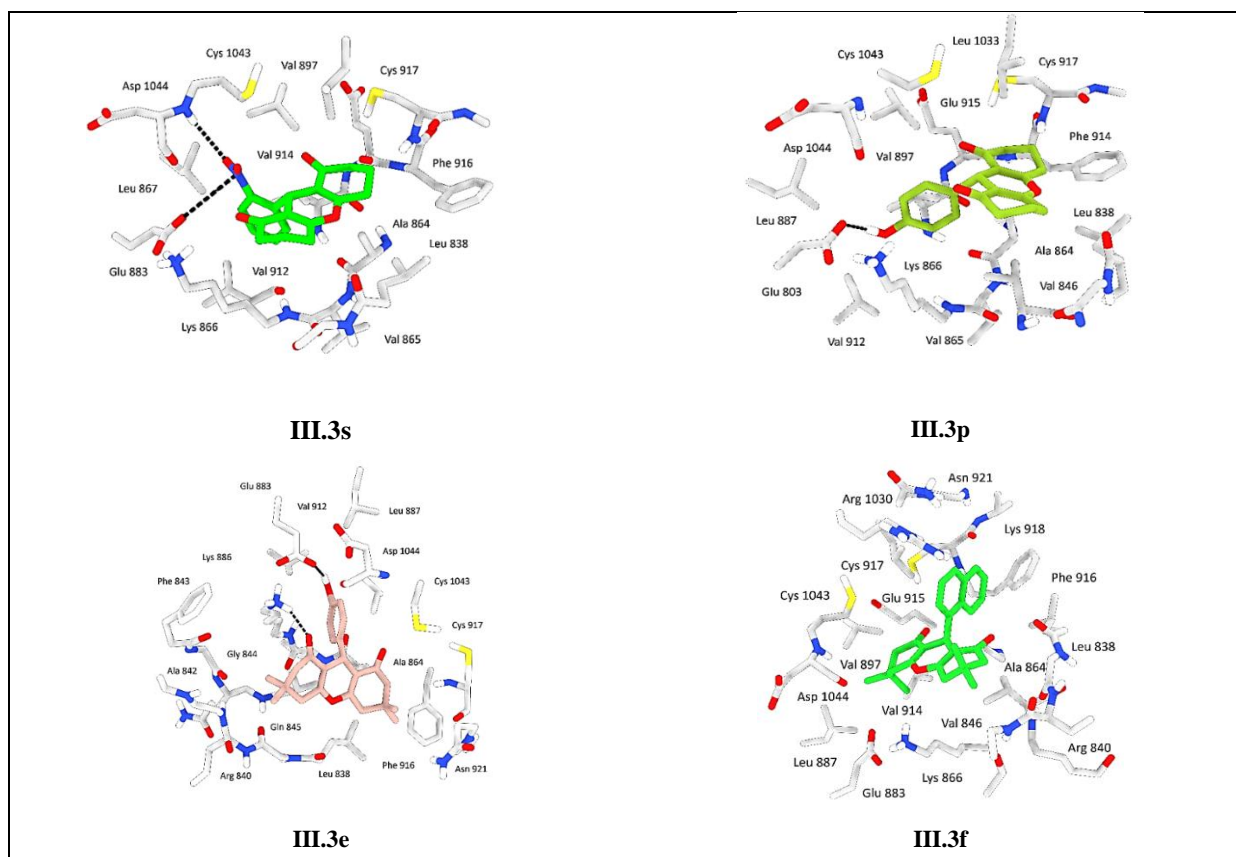 Cys 1043
Val 897
Cys 917
Asp 1044
Val 914
Phe 916
Leu 867
Ala 864
Leu 838
Glu 883
Val 912
Lys 866
Val 865
III.3s
Leu 1033
Cys 1043
Cys 917
Glu 915
Phe 914
Asp 1044
Val 897
Leu 887
Leu 838
Ala 864
Lys 866
Glu 803
Val 846
Val 912
Val 865
III.3p
Glu 883
Val 912
Leu 887
Lys 886
Asp 1044
Phe 843
Cys 1043
Cys 917
Gly 844
Ala 864
Ala 842
Gln 845
Arg 840
Leu 838
Phe 916
Asn 921
III.3e
Asn 921
Arg 1030
Lys 918
Cys 917
Phe 916
Cys 1043
Glu 915
Leu 838
Val 897
Ala 864
Asp 1044
Val 914
Val 846
Arg 840
Leu 887
Lys 866
Glu 883
III.3f